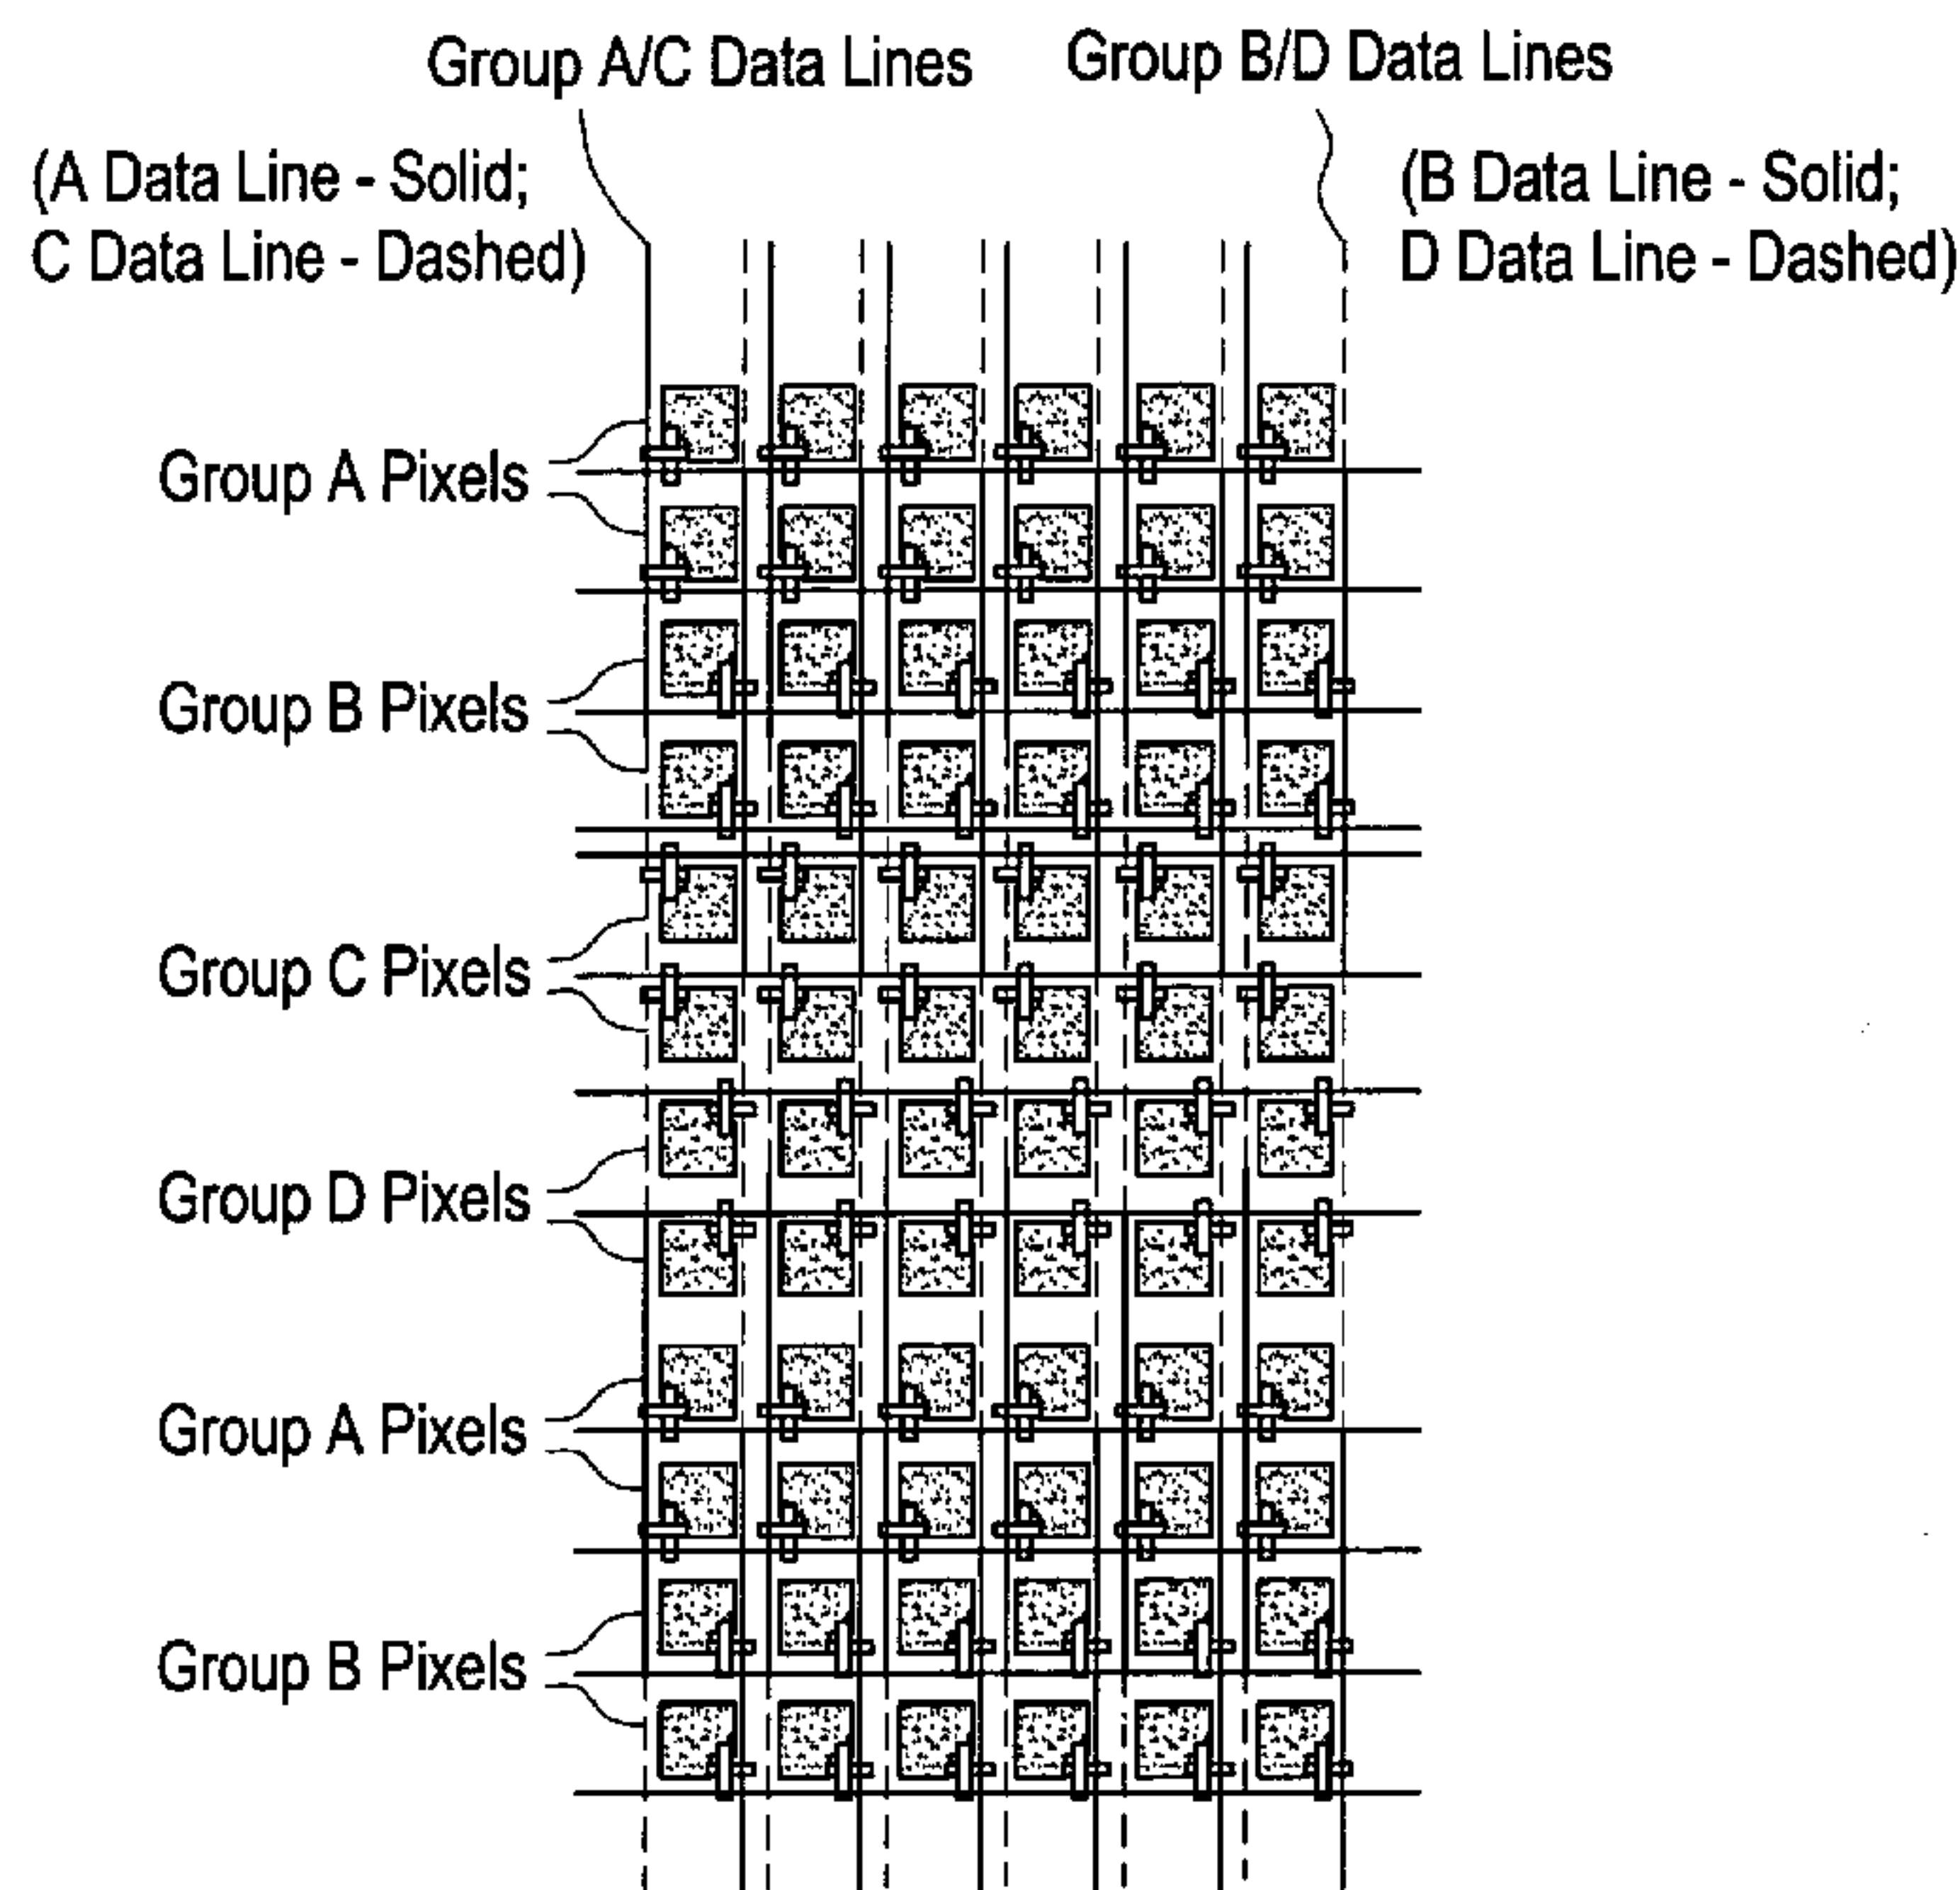 Group A/C Data Lines
Group B/D Data Lines
(A Data Line - Solid;
C Data Line - Dashed)
(B Data Line - Solid;
D Data Line - Dashed)
Group A Pixels
Group B Pixels
Group C Pixels
Group D Pixels
Group A Pixels
Group B Pixels